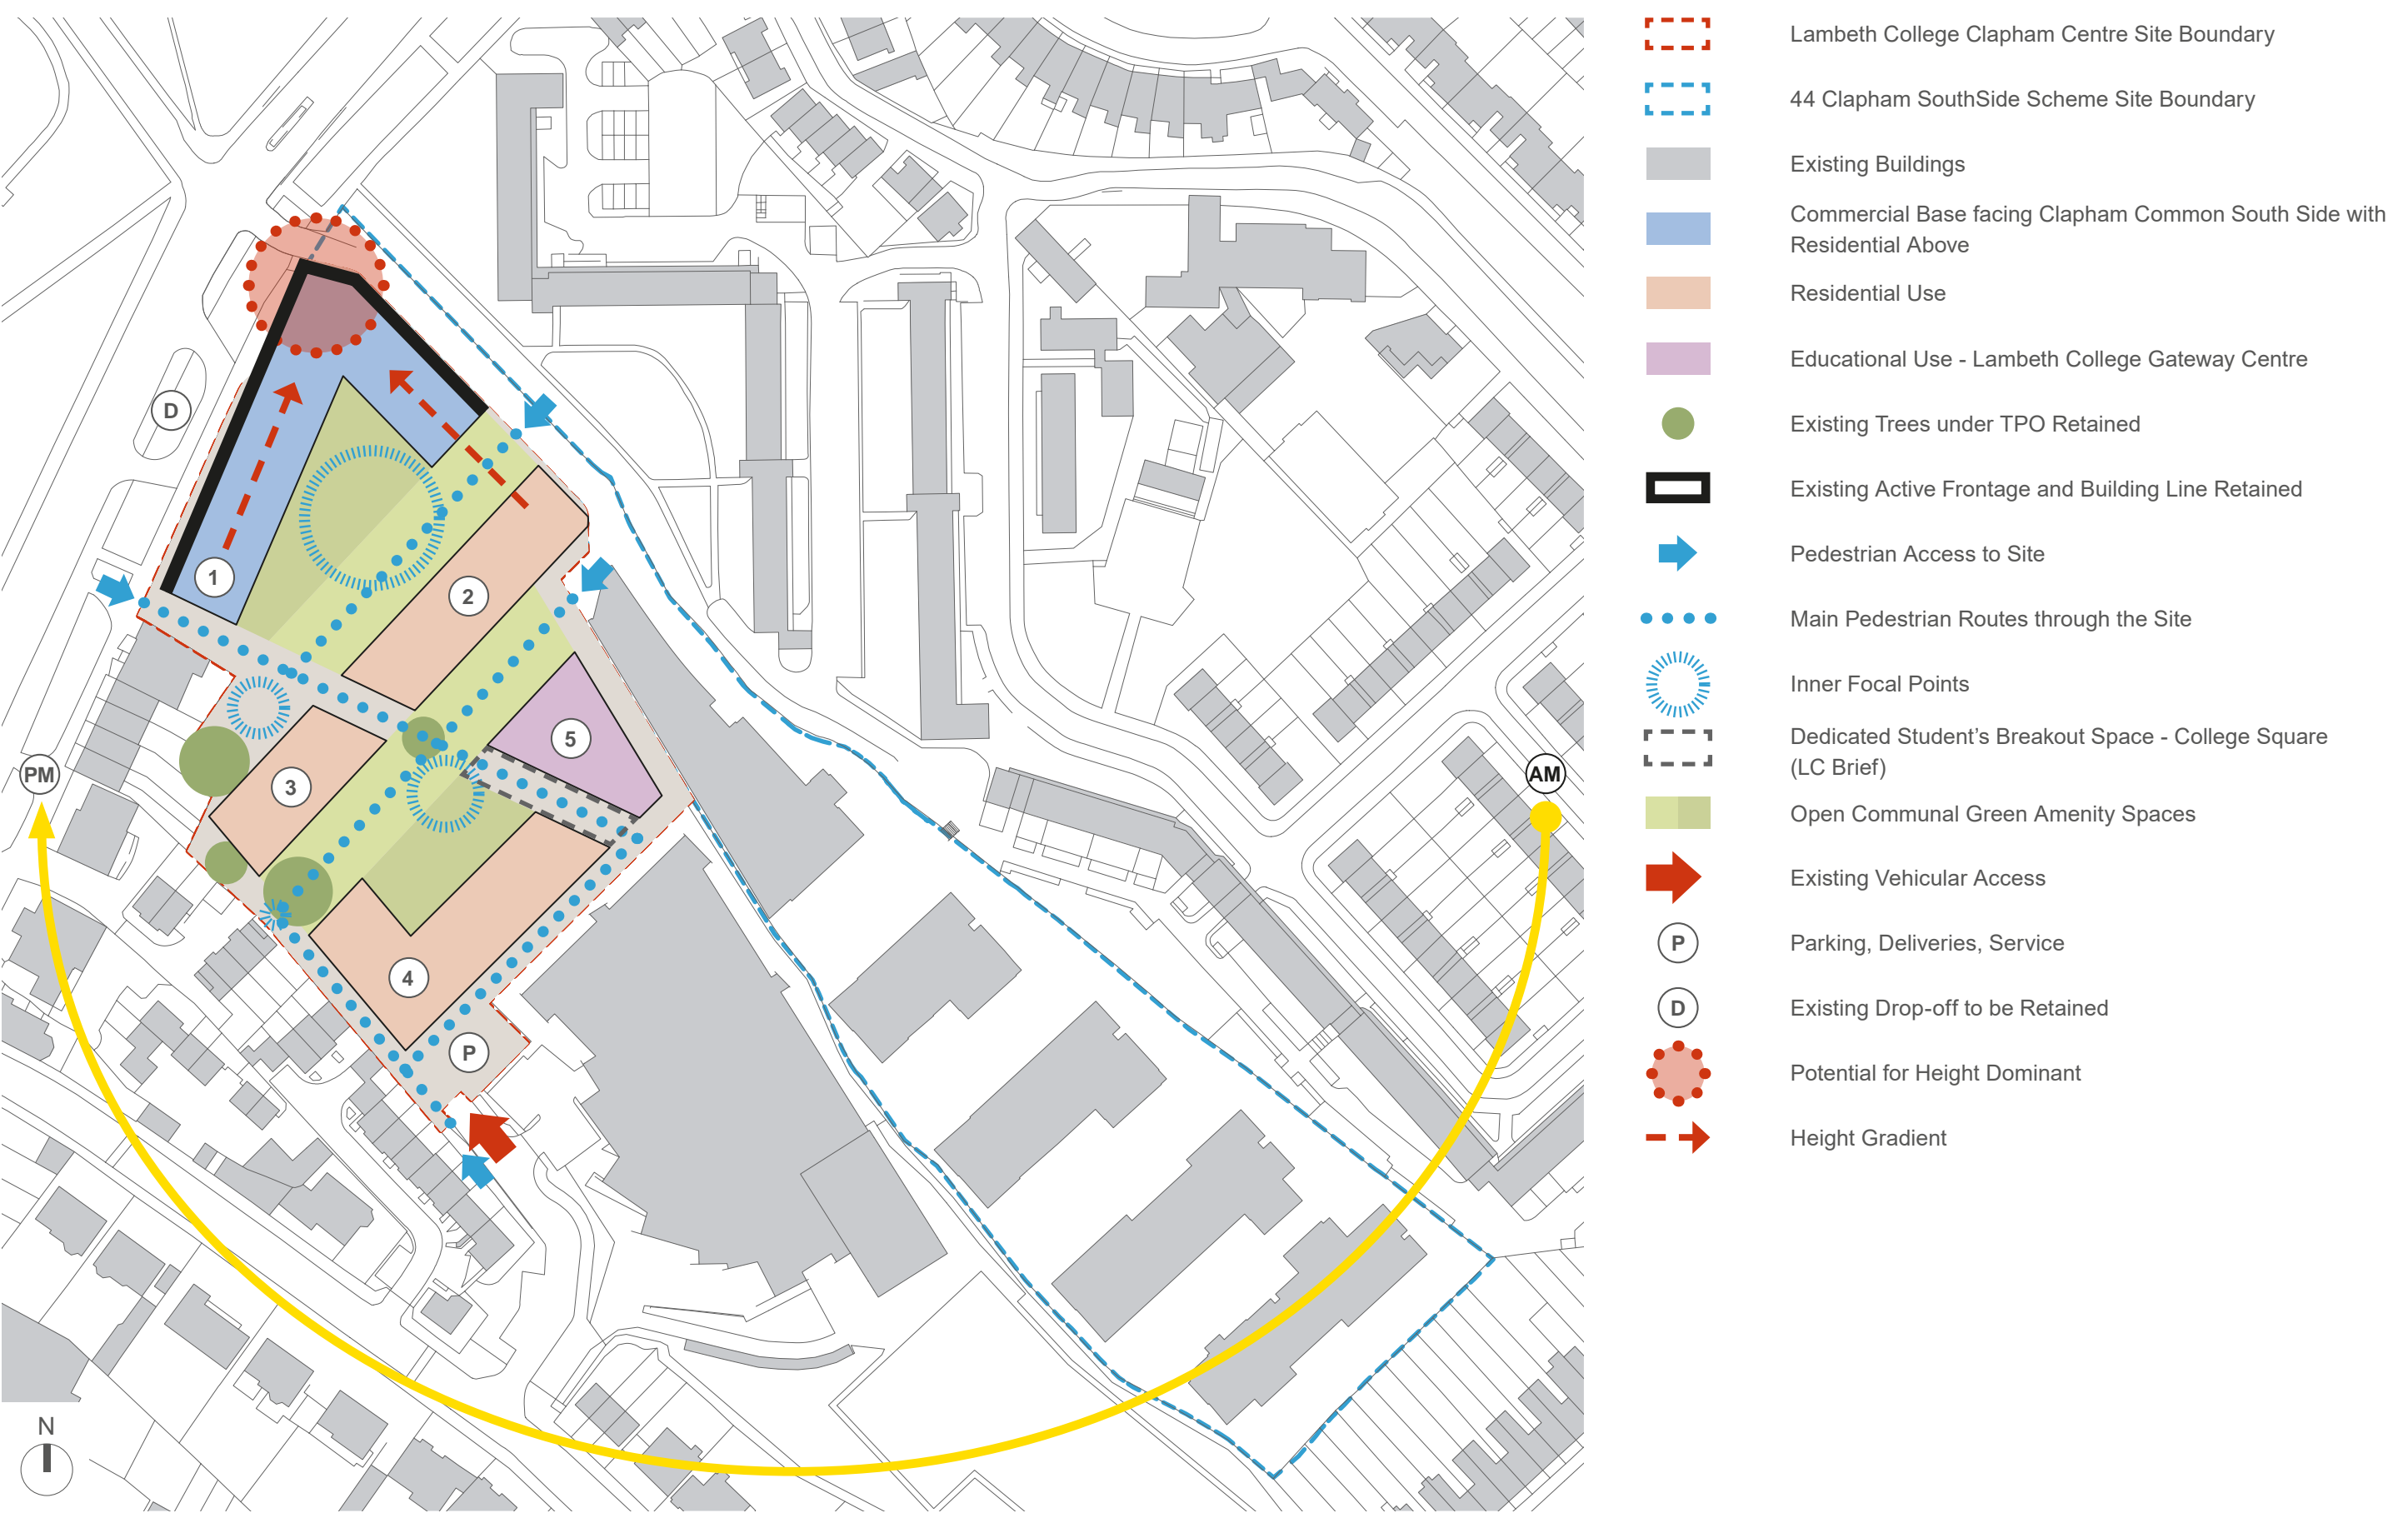 Lambeth College Clapham Centre Site Boundary
44 Clapham SouthSide Scheme Site Boundary
Existing Buildings
Commercial Base facing Clapham Common South Side with
Residential Above
Residential Use
Educational Use - Lambeth College Gateway Centre
Existing Trees under TPO Retained
Existing Active Frontage and Building Line Retained
Pedestrian Access to Site
Main Pedestrian Routes through the Site
Inner Focal Points
Dedicated Student’s Breakout Space - College Square
(LC Brief)
Open Communal Green Amenity Spaces
Existing Vehicular Access
P
Parking, Deliveries, Service
D
Existing Drop-off to be Retained
Potential for Height Dominant
Height Gradient
D
1
2
5
3
PM
AM
4
P
N